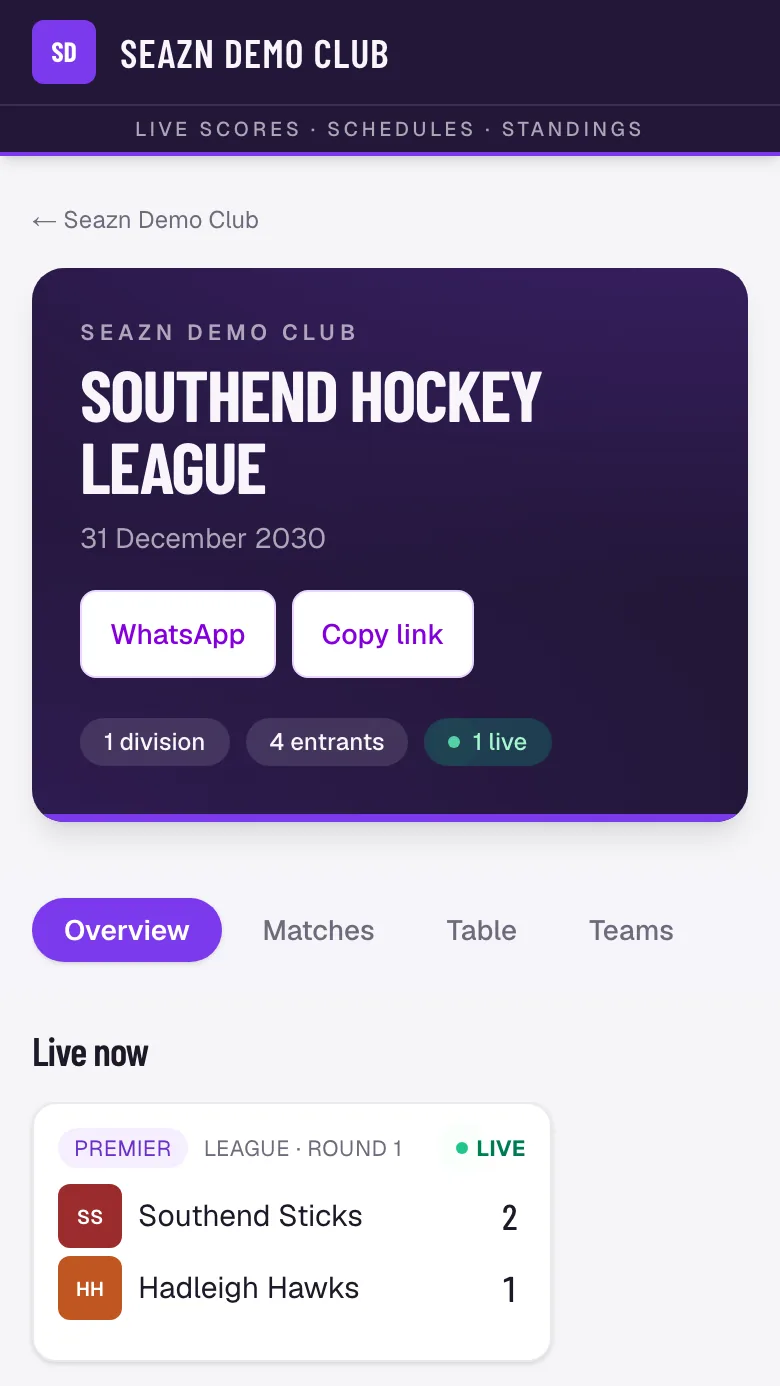 SD
SEAZN DEMO CLUB
LIVE SCORES · SCHEDULES · STANDINGS
← Seazn Demo Club
SEAZN DEMO CLUB
SOUTHEND HOCKEY
LEAGUE
31 December 2030
WhatsApp Copy link
1 division 4 entrants 1 live
Overview Matches Table Teams
Live now
PREMIER LEAGUE · ROUND 1 LIVE
SS Southend Sticks 2
HH Hadleigh Hawks 1